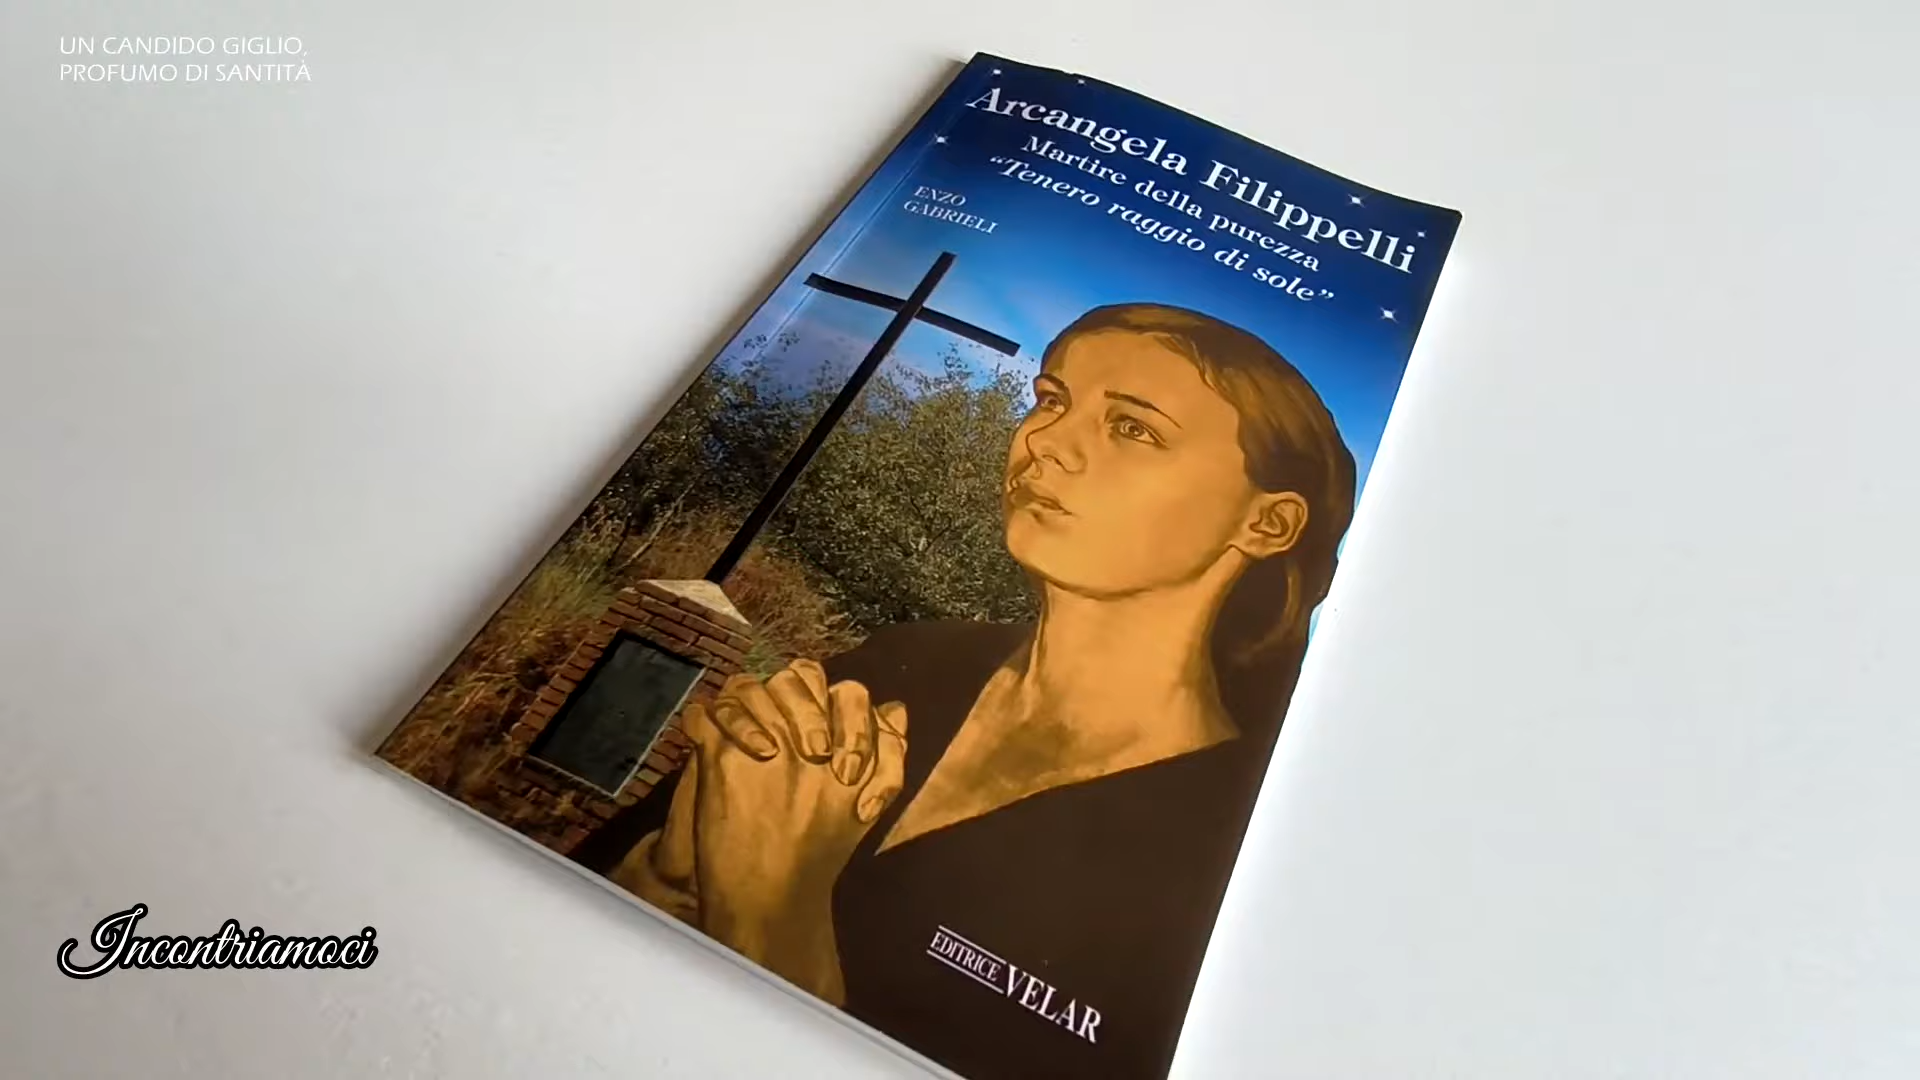 UN CANDIDO GIGLIO,
PROFUMO DI SANTITÀ
Arcangela Filippelli
Martire della purezza
“Tenero raggio di sole”
ENZO
GABRIELI
EDITRICE VELAR
Incontriamoci